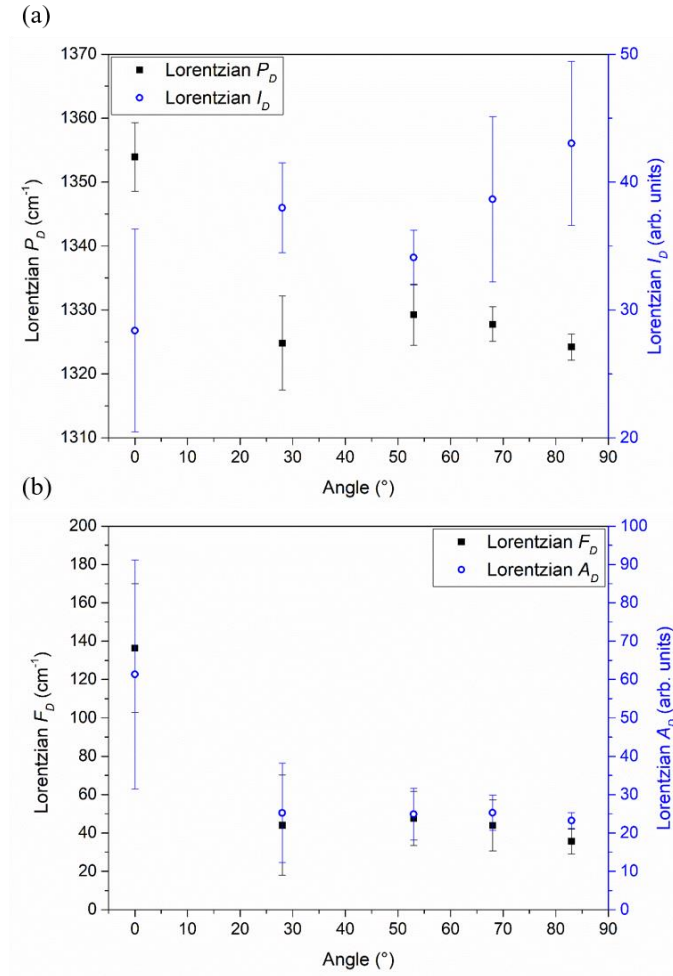 (a)
Lorentzian P_D
Lorentzian I_D
1370
1360
1350
1340
1330
1320
1310
50
40
30
20
Lorentzian P_D (cm⁻¹)
Lorentzian I_D (arb. units)
0 10 20 30 40 50 60 70 80 90
Angle (°)
(b)
Lorentzian F_D
Lorentzian A_D
200
180
160
140
120
100
80
60
40
20
0
100
90
80
70
60
50
40
30
20
10
0
Lorentzian F_D (cm⁻¹)
Lorentzian A_D (arb. units)
0 10 20 30 40 50 60 70 80 90
Angle (°)